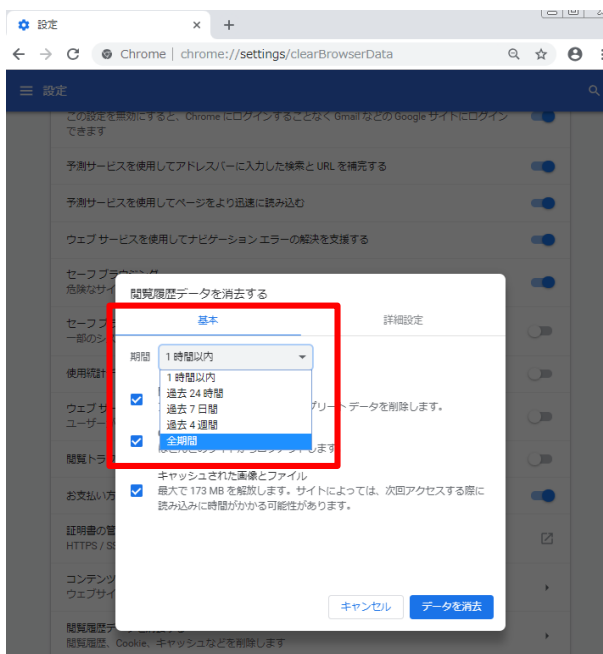 設定
Chrome | chrome://settings/clearBrowserData
設定
この設定を無効にすると、Chrome にログインすることなく Gmail などの Google サイトにログイン
できます
予測サービスを使用してアドレスバーに入力した検索と URL を補完する
予測サービスを使用してページをより迅速に読み込む
ウェブ サービスを使用してナビゲーション エラーの解決を支援する
セーフ ブラウジング
危険なサイ
閲覧履歴データを消去する
セーフ ブ
一部のシ
基本
詳細設定
期間
1 時間以内
1 時間以内
過去 24 時間
過去 7 日間
過去 4 週間
全期間
プリート データを削除します。
使用統計
ウェブ サー
ユーザー
閲覧トラ
お支払い方
キャッシュされた画像とファイル
最大で 173 MB を解放します。サイトによっては、次回アクセスする際に
読み込みに時間がかかる可能性があります。
証明書の管
HTTPS / S
コンテンツ
ウェブサイ
キャンセル
データを消去
閲覧履歴デ
閲覧履歴、Cookie、キャッシュなどを削除します